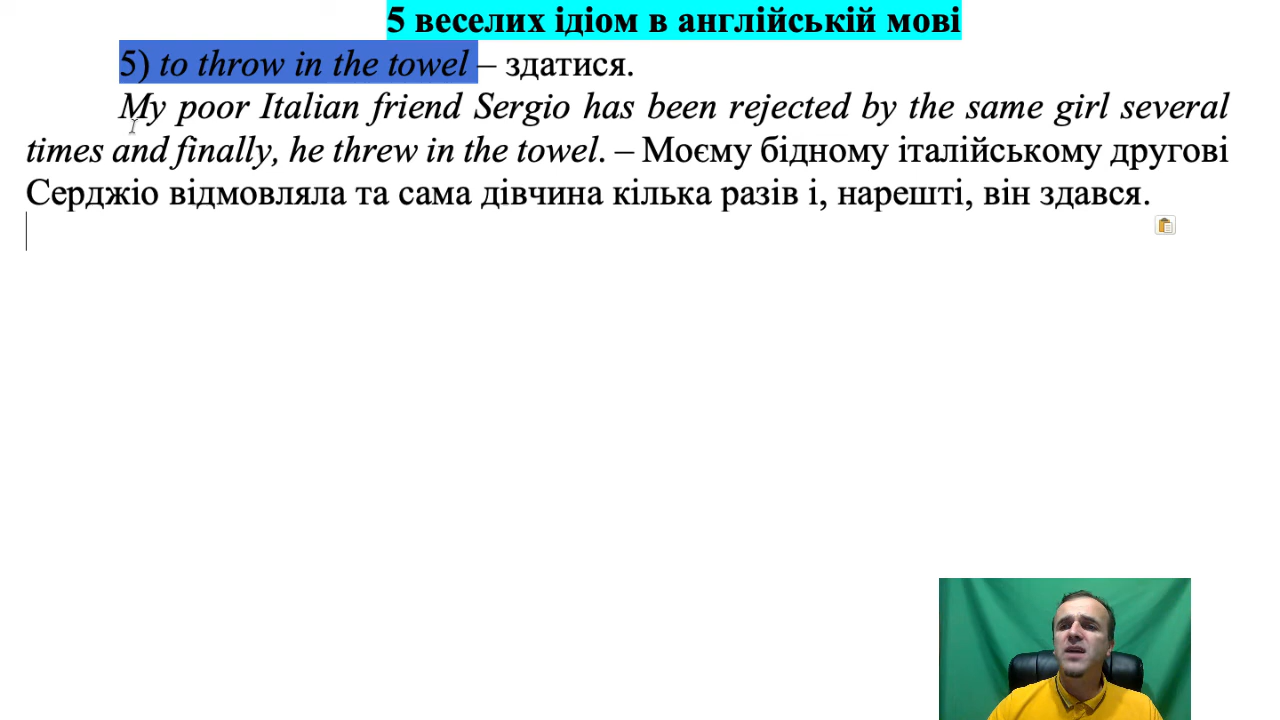 5 веселих ідіом в англійській мові
5) to throw in the towel – здатися.
My poor Italian friend Sergio has been rejected by the same girl several
times and finally, he threw in the towel. – Моєму бідному італійському другові
Серджіо відмовляла та сама дівчина кілька разів і, нарешті, він здався.